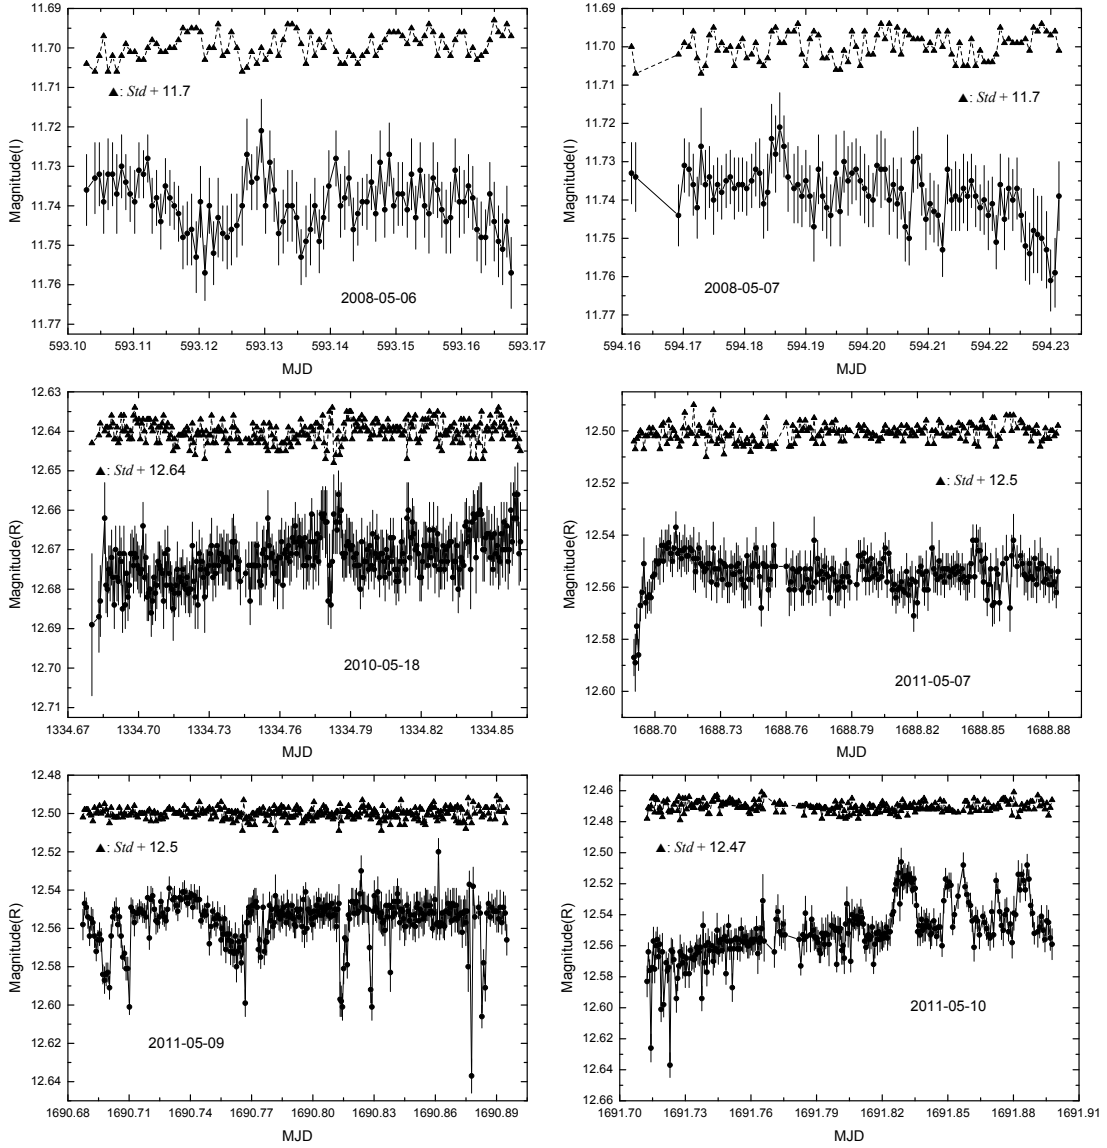 11.69
11.70
11.71
11.72
11.73
11.74
11.75
11.76
11.77
Magnitude(I)
▲: Std + 11.7
2008-05-06
593.10 593.11 593.12 593.13 593.14 593.15 593.16 593.17
MJD
11.69
11.70
11.71
11.72
11.73
11.74
11.75
11.76
11.77
Magnitude(I)
▲: Std + 11.7
2008-05-07
594.16 594.17 594.18 594.19 594.20 594.21 594.22 594.23
MJD
12.63
12.64
12.65
12.66
12.67
12.68
12.69
12.70
12.71
Magnitude(R)
▲: Std + 12.64
2010-05-18
1334.67 1334.70 1334.73 1334.76 1334.79 1334.82 1334.85
MJD
12.50
12.52
12.54
12.56
12.58
12.60
Magnitude(R)
▲: Std + 12.5
2011-05-07
1688.70 1688.73 1688.76 1688.79 1688.82 1688.85 1688.88
MJD
12.48
12.50
12.52
12.54
12.56
12.58
12.60
12.62
12.64
Magnitude(R)
▲: Std + 12.5
2011-05-09
1690.68 1690.71 1690.74 1690.77 1690.80 1690.83 1690.86 1690.89
MJD
12.46
12.48
12.50
12.52
12.54
12.56
12.58
12.60
12.62
12.64
12.66
Magnitude(R)
▲: Std + 12.47
2011-05-10
1691.70 1691.73 1691.76 1691.79 1691.82 1691.85 1691.88 1691.91
MJD